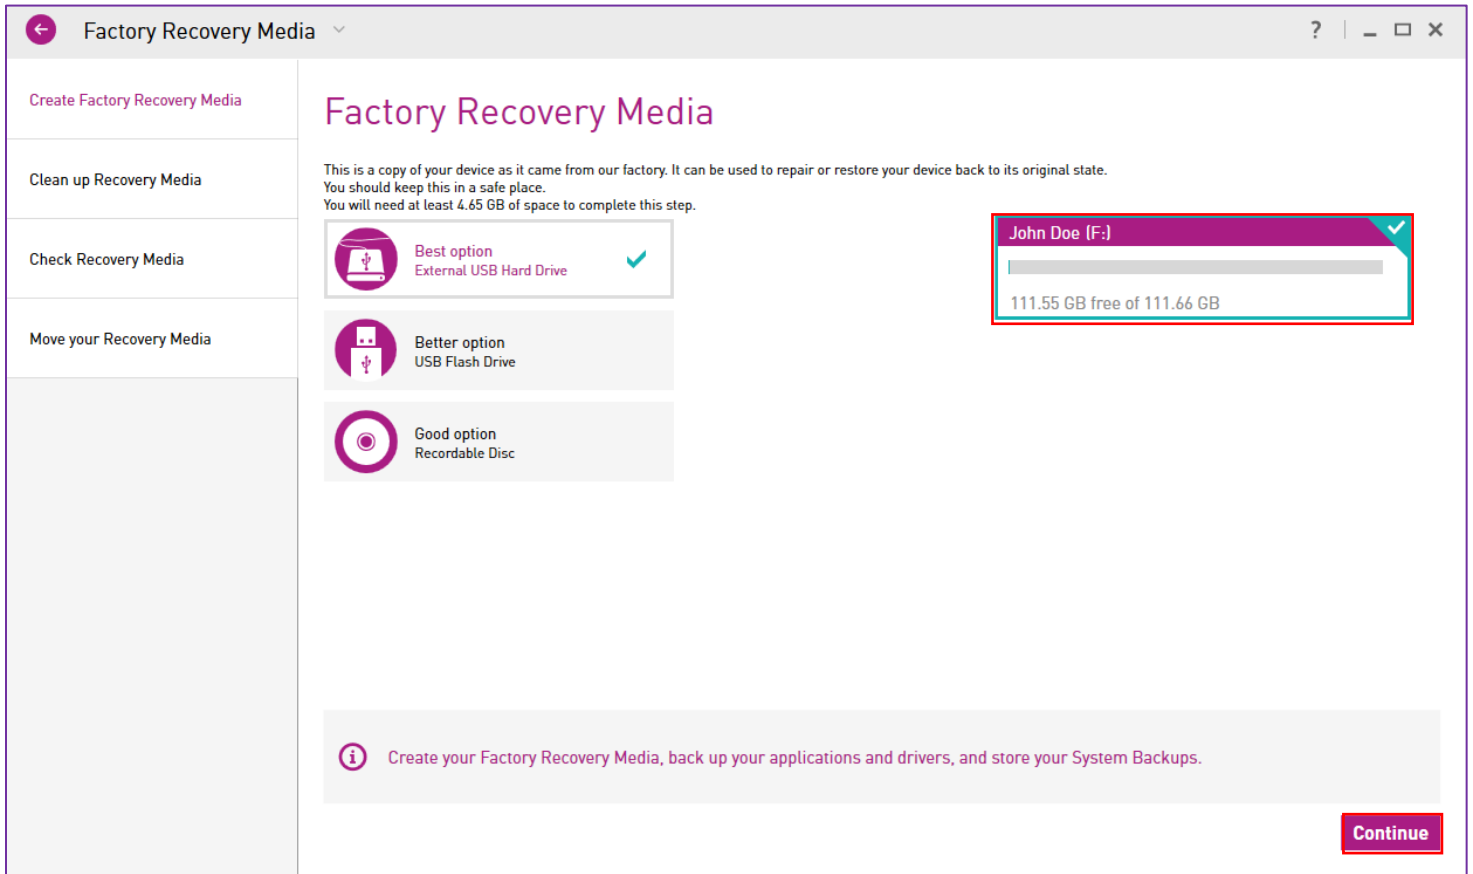 Factory Recovery Media
?
Create Factory Recovery Media
Clean up Recovery Media
Check Recovery Media
Move your Recovery Media
Factory Recovery Media
This is a copy of your device as it came from our factory. It can be used to repair or restore your device back to its original state.
You should keep this in a safe place.
You will need at least 4.65 GB of space to complete this step.
Best option
External USB Hard Drive
Better option
USB Flash Drive
Good option
Recordable Disc
John Doe (F:)
111.55 GB free of 111.66 GB
Create your Factory Recovery Media, back up your applications and drivers, and store your System Backups.
Continue